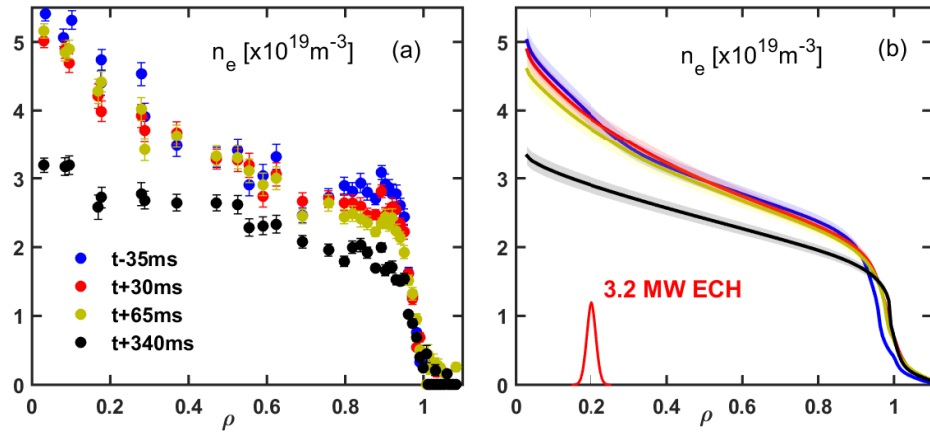 n_e [x10^19m^-3] (a)
5
4
3
2
1
0
t-35ms
t+30ms
t+65ms
t+340ms
0 0.2 0.4 0.6 0.8 1
ρ
n_e [x10^19m^-3] (b)
5
4
3
2
1
0
3.2 MW ECH
0 0.2 0.4 0.6 0.8 1
ρ